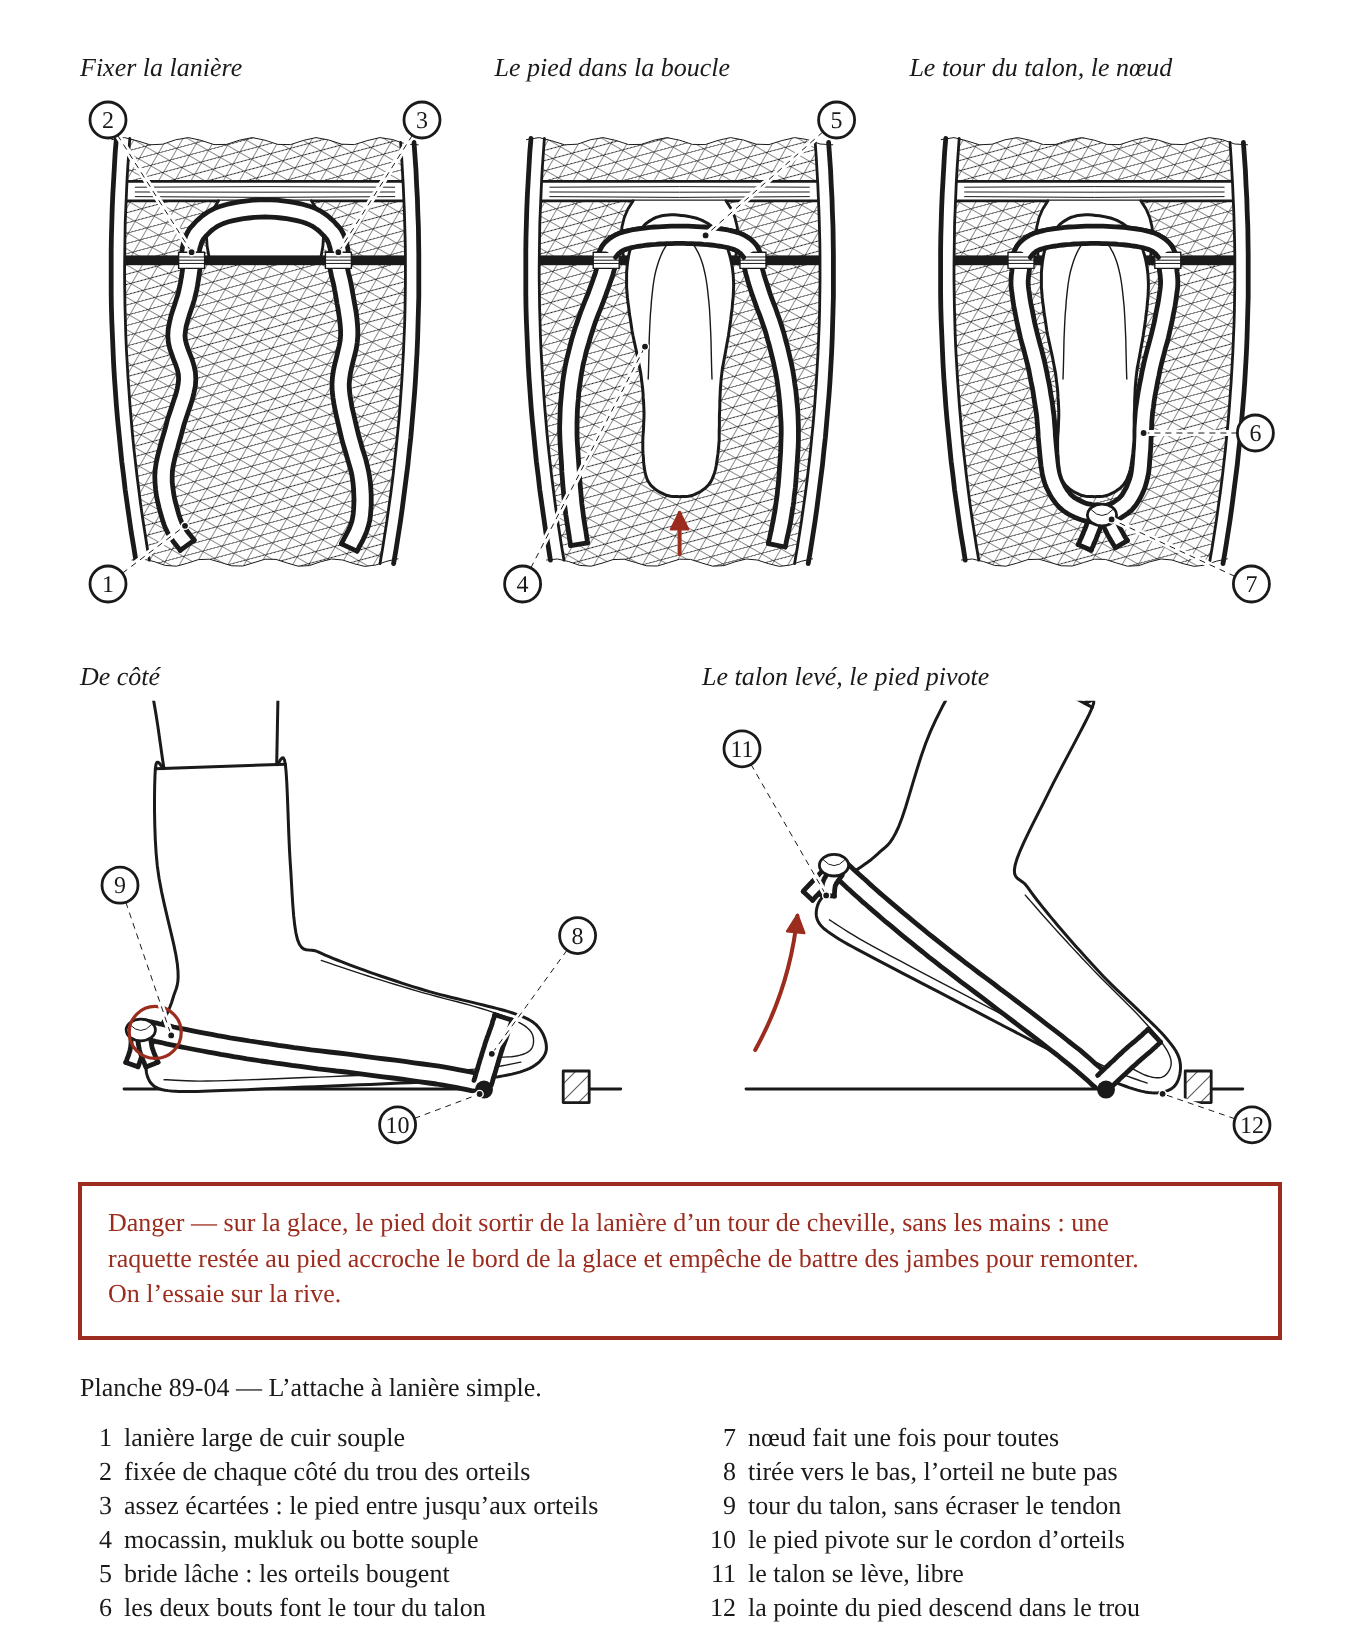 Fixer la lanière
Le pied dans la boucle
Le tour du talon, le nœud
2
3
5
6
1
4
7
De côté
Le talon levé, le pied pivote
11
9
8
10
12
Danger — sur la glace, le pied doit sortir de la lanière d’un tour de cheville, sans les mains : une
raquette restée au pied accroche le bord de la glace et empêche de battre des jambes pour remonter.
On l’essaie sur la rive.
Planche 89-04 — L’attache à lanière simple.
1 lanière large de cuir souple
2 fixée de chaque côté du trou des orteils
3 assez écartées : le pied entre jusqu’aux orteils
4 mocassin, mukluk ou botte souple
5 bride lâche : les orteils bougent
6 les deux bouts font le tour du talon
7 nœud fait une fois pour toutes
8 tirée vers le bas, l’orteil ne bute pas
9 tour du talon, sans écraser le tendon
10 le pied pivote sur le cordon d’orteils
11 le talon se lève, libre
12 la pointe du pied descend dans le trou